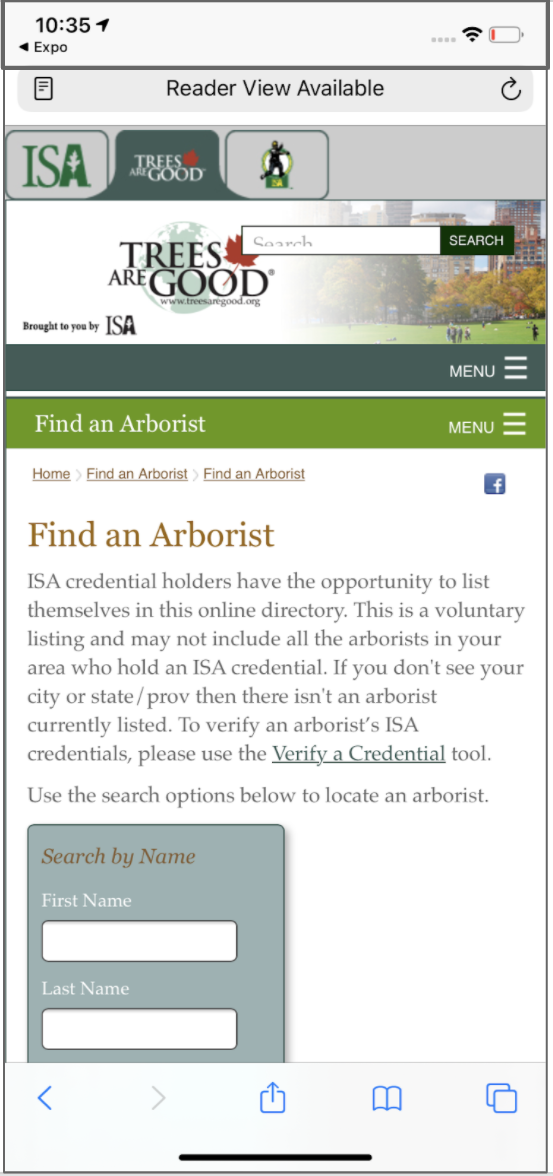 10:35
◀ Expo
Reader View Available
ISA
TREES
ARE GOOD
ISA
TREES
ARE GOOD®
www.treesaregood.org
Search
SEARCH
Brought to you by ISA
MENU
Find an Arborist
MENU
Home > Find an Arborist > Find an Arborist
f
Find an Arborist
ISA credential holders have the opportunity to list
themselves in this online directory. This is a voluntary
listing and may not include all the arborists in your
area who hold an ISA credential. If you don't see your
city or state/prov then there isn't an arborist
currently listed. To verify an arborist’s ISA
credentials, please use the Verify a Credential tool.
Use the search options below to locate an arborist.
Search by Name
First Name
Last Name